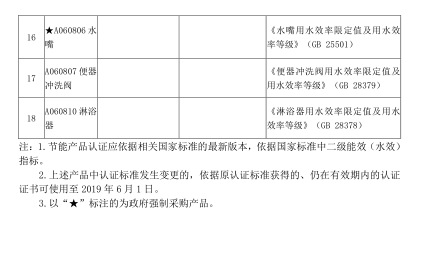 16
★A060806 水
嘴
《水嘴用水效率限定值及用水效
率等级》（GB 25501）
17
A060807 便器
冲洗阀
《便器冲洗阀用水效率限定值及
用水效率等级》（GB 28379）
18
A060810 淋浴
器
《淋浴器用水效率限定值及用水
效率等级》（GB 28378）
注：1.节能产品认证应依据相关国家标准的最新版本，依据国家标准中二级能效（水效）
指标。
2.上述产品中认证标准发生变更的，依据原认证标准获得的、仍在有效期内的认证
证书可使用至 2019 年 6 月 1 日。
3.以“★”标注的为政府强制采购产品。